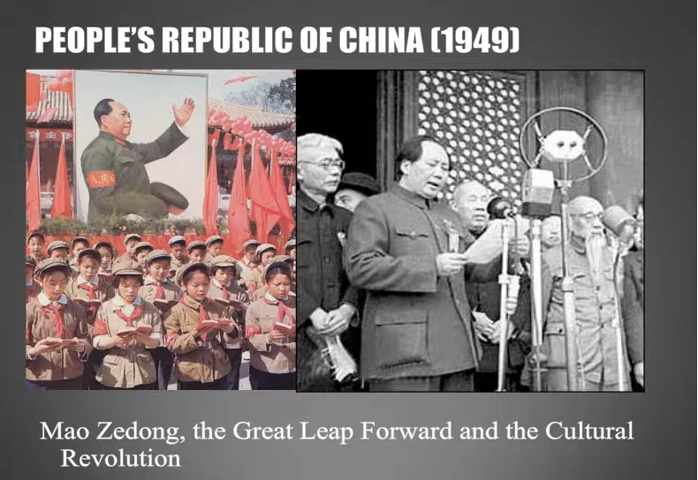 PEOPLE'S REPUBLIC OF CHINA (1949)
Mao Zedong, the Great Leap Forward and the Cultural
Revolution